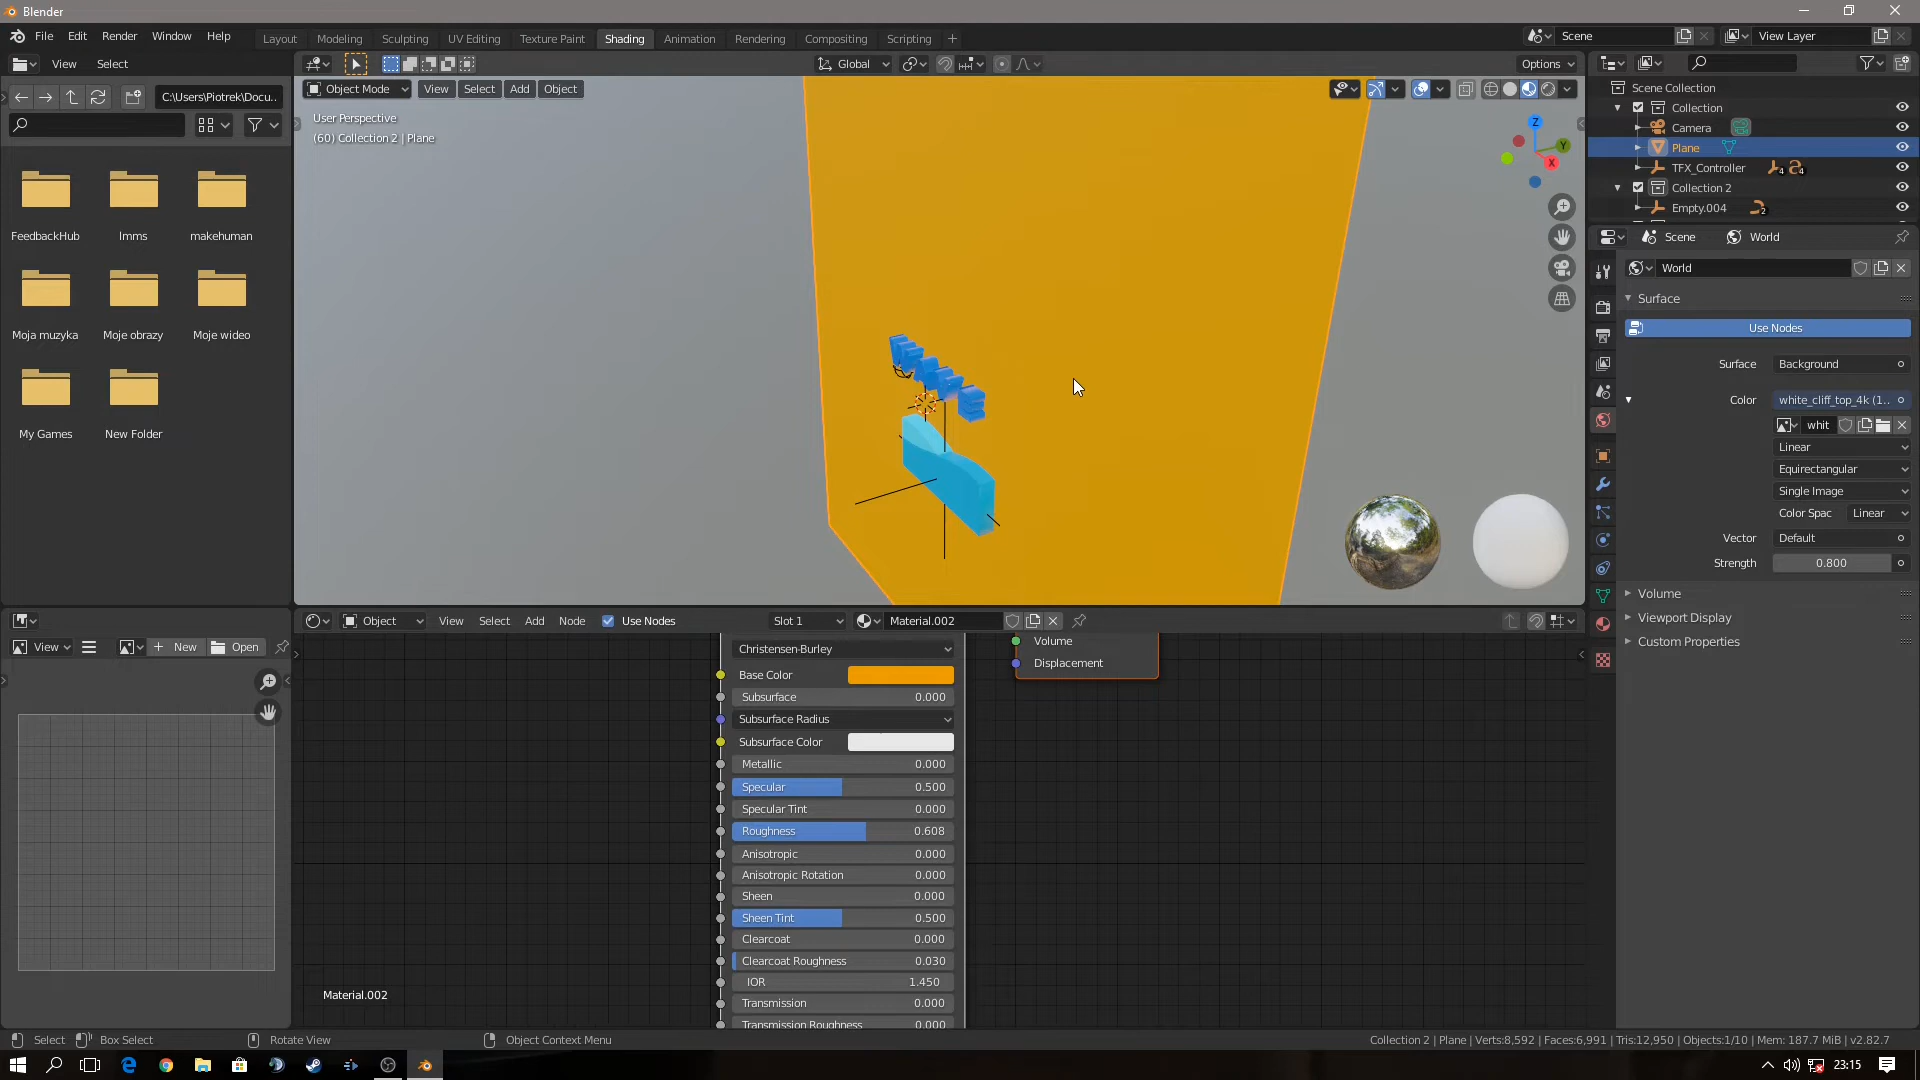 Blender
File Edit Render Window Help
Layout Modeling Sculpting UV Editing Texture Paint Shading Animation Rendering Compositing Scripting
Scene
View Layer
View Select
Global
Options
C:\Users\Piotrek\Docu..
Object Mode View Select Add Object
User Perspective
(60) Collection 2 | Plane
Z
Y
X
FeedbackHub lmms makehuman
Moja muzyka Moje obrazy Moje wideo
My Games New Folder
Scene Collection
Collection
Camera
Plane
TFX_Controller 4 4
Collection 2
Empty.004 2
Scene World
World
Surface
Use Nodes
Surface Background
Color white_cliff_top_4k (1..
whit
Linear
Equirectangular
Single Image
Color Spac Linear
Vector Default
Strength 0.800
Volume
Viewport Display
Custom Properties
View New Open
Object View Select Add Node Use Nodes Slot 1 Material.002
Christensen-Burley
Base Color
Subsurface 0.000
Subsurface Radius
Subsurface Color
Metallic 0.000
Specular 0.500
Specular Tint 0.000
Roughness 0.608
Anisotropic 0.000
Anisotropic Rotation 0.000
Sheen 0.000
Sheen Tint 0.500
Clearcoat 0.000
Clearcoat Roughness 0.030
IOR 1.450
Transmission 0.000
Transmission Roughness 0.000
Volume
Displacement
Material.002
Select Box Select Rotate View Object Context Menu
Collection 2 | Plane | Verts:8,592 | Faces:6,991 | Tris:12,950 | Objects:1/10 | Mem: 187.7 MiB | v2.82.7
23:15